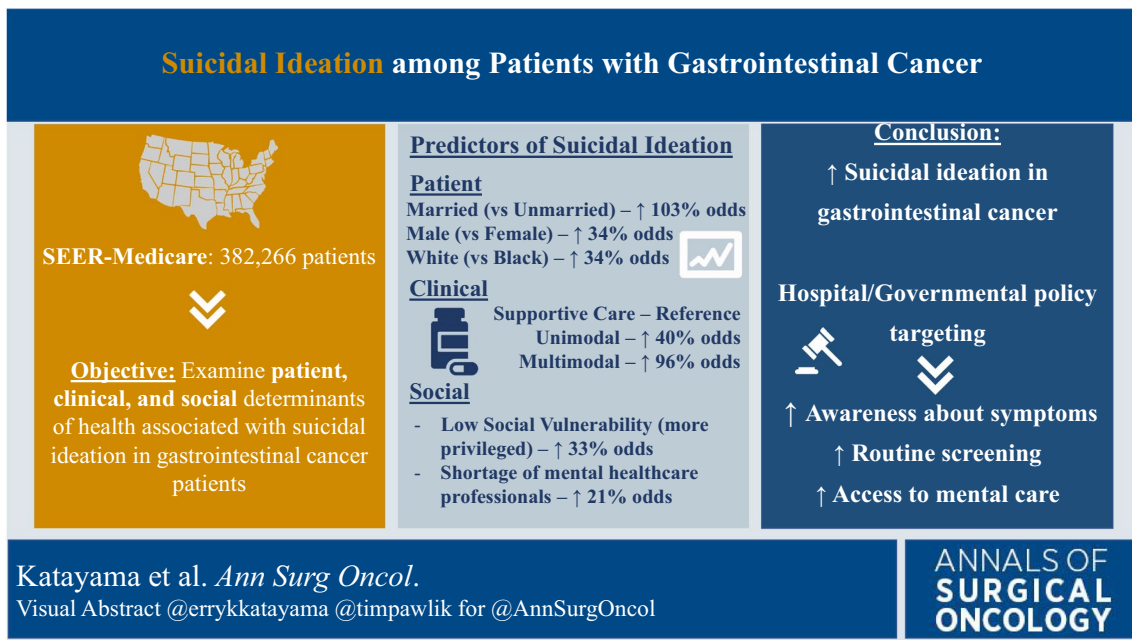 Suicidal Ideation among Patients with Gastrointestinal Cancer
SEER-Medicare: 382,266 patients
Objective: Examine patient,
clinical, and social determinants
of health associated with suicidal
ideation in gastrointestinal cancer
patients
Predictors of Suicidal Ideation
Patient
Married (vs Unmarried) – ↑ 103% odds
Male (vs Female) – ↑ 34% odds
White (vs Black) – ↑ 34% odds
Clinical
Supportive Care – Reference
Unimodal – ↑ 40% odds
Multimodal – ↑ 96% odds
Social
- Low Social Vulnerability (more
privileged) – ↑ 33% odds
- Shortage of mental healthcare
professionals – ↑ 21% odds
Conclusion:
↑ Suicidal ideation in
gastrointestinal cancer
Hospital/Governmental policy
targeting
↑ Awareness about symptoms
↑ Routine screening
↑ Access to mental care
Katayama et al. Ann Surg Oncol.
Visual Abstract @errykkatayama @timpawlik for @AnnSurgOncol
ANNALS OF
SURGICAL
ONCOLOGY